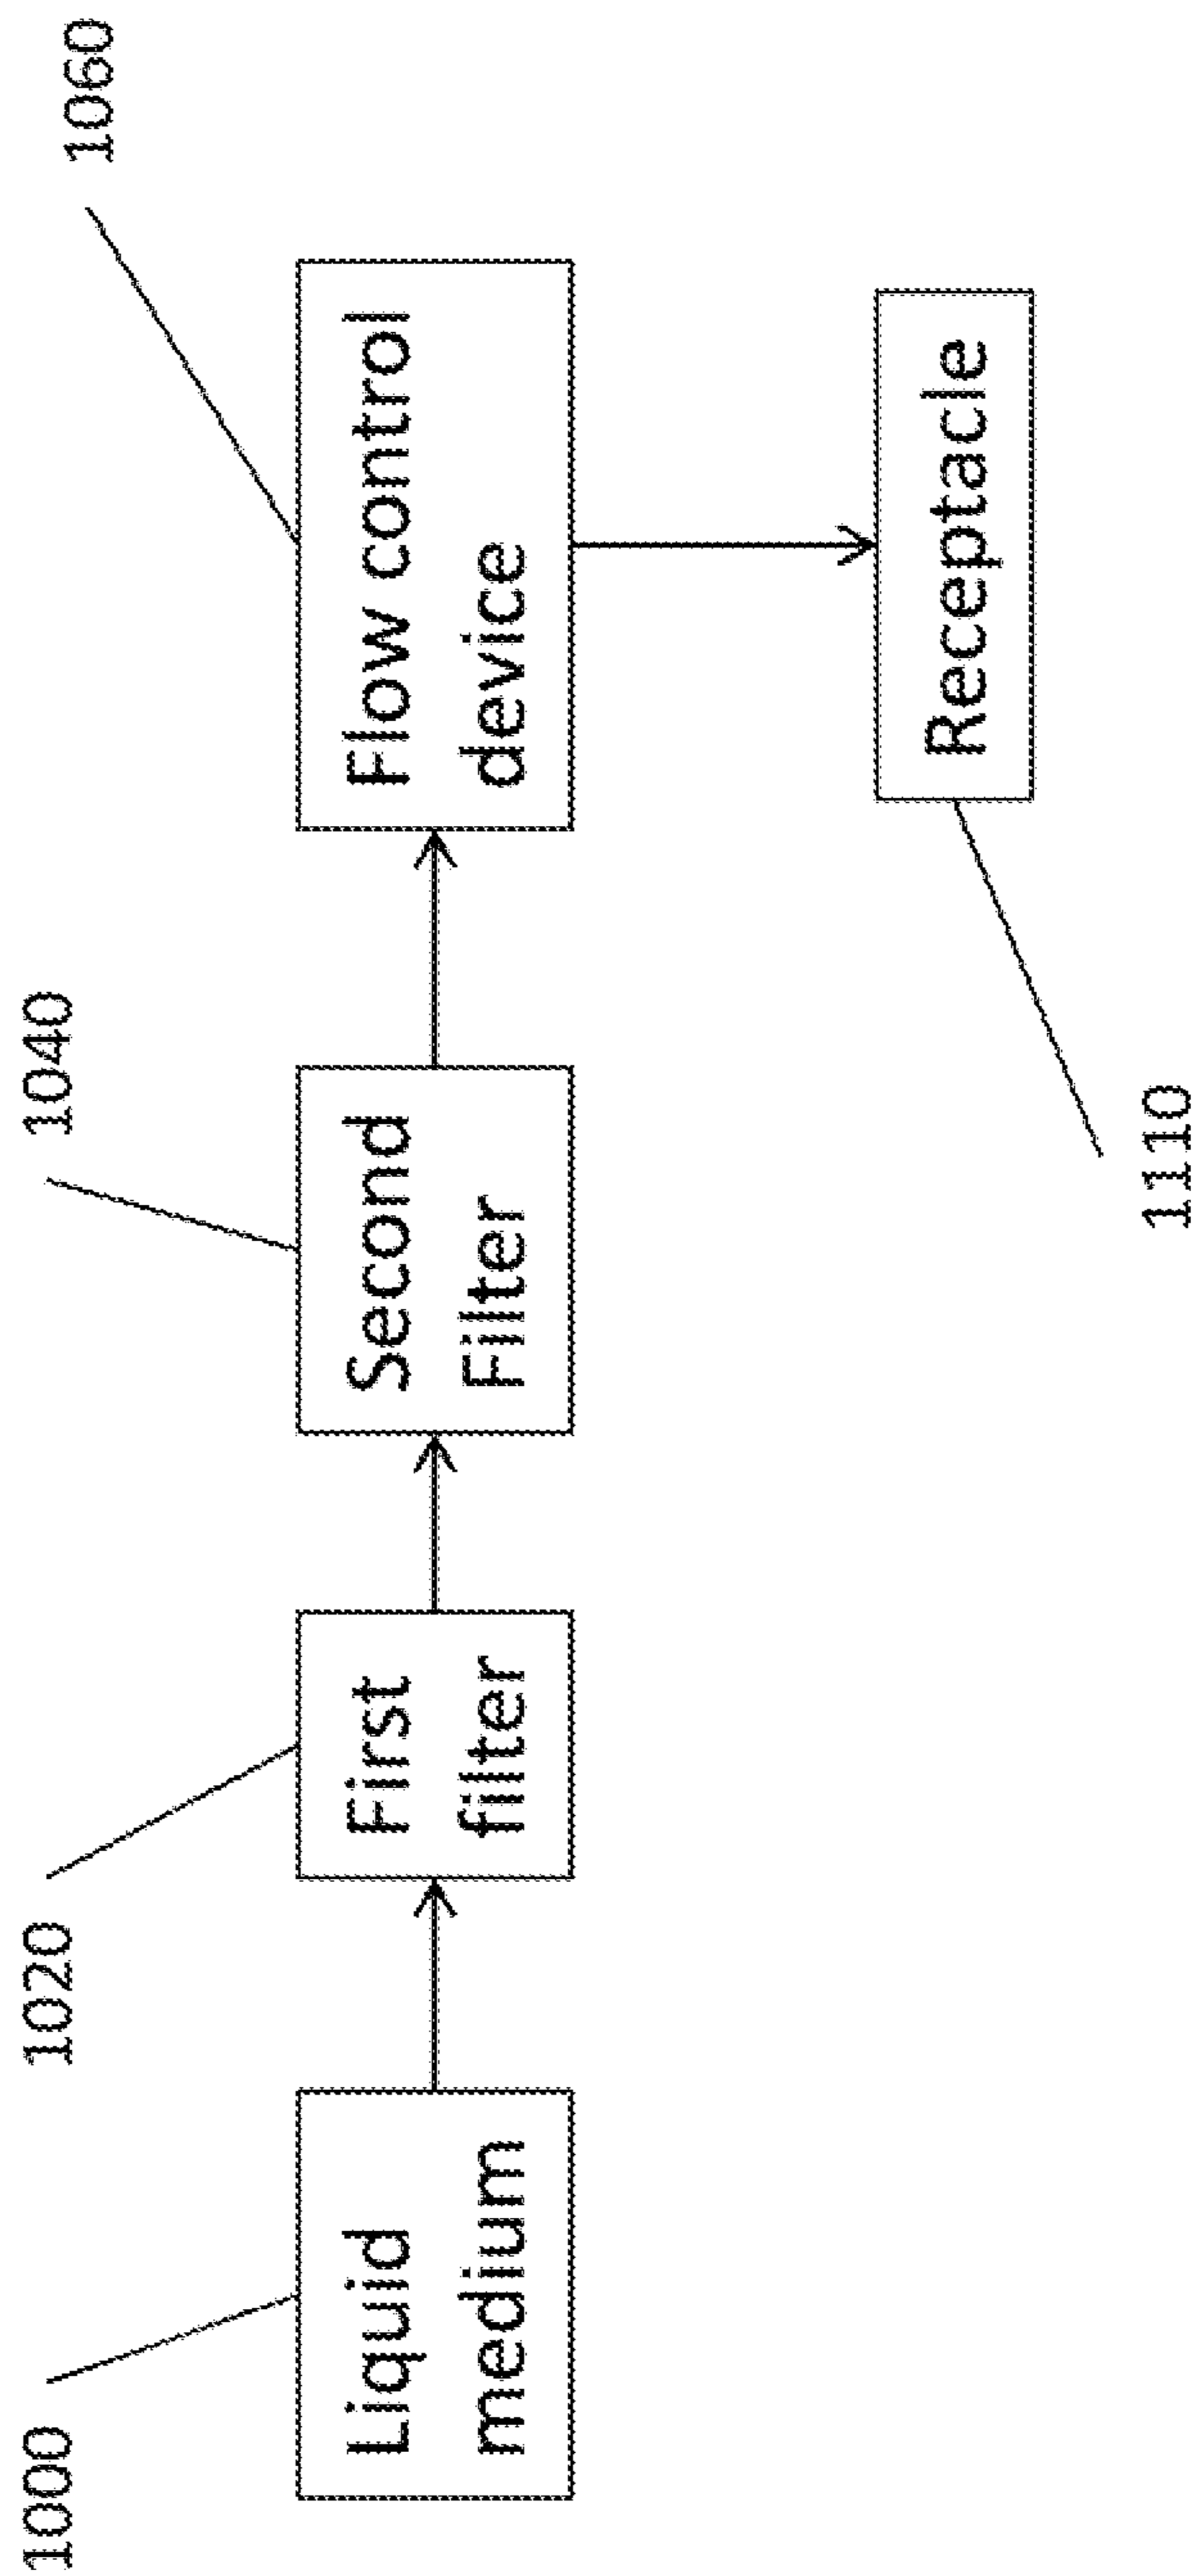 1000
1020
1040
1060
Liquid
medium
First
filter
Second
Filter
Flow control
device
Receptacle
1110